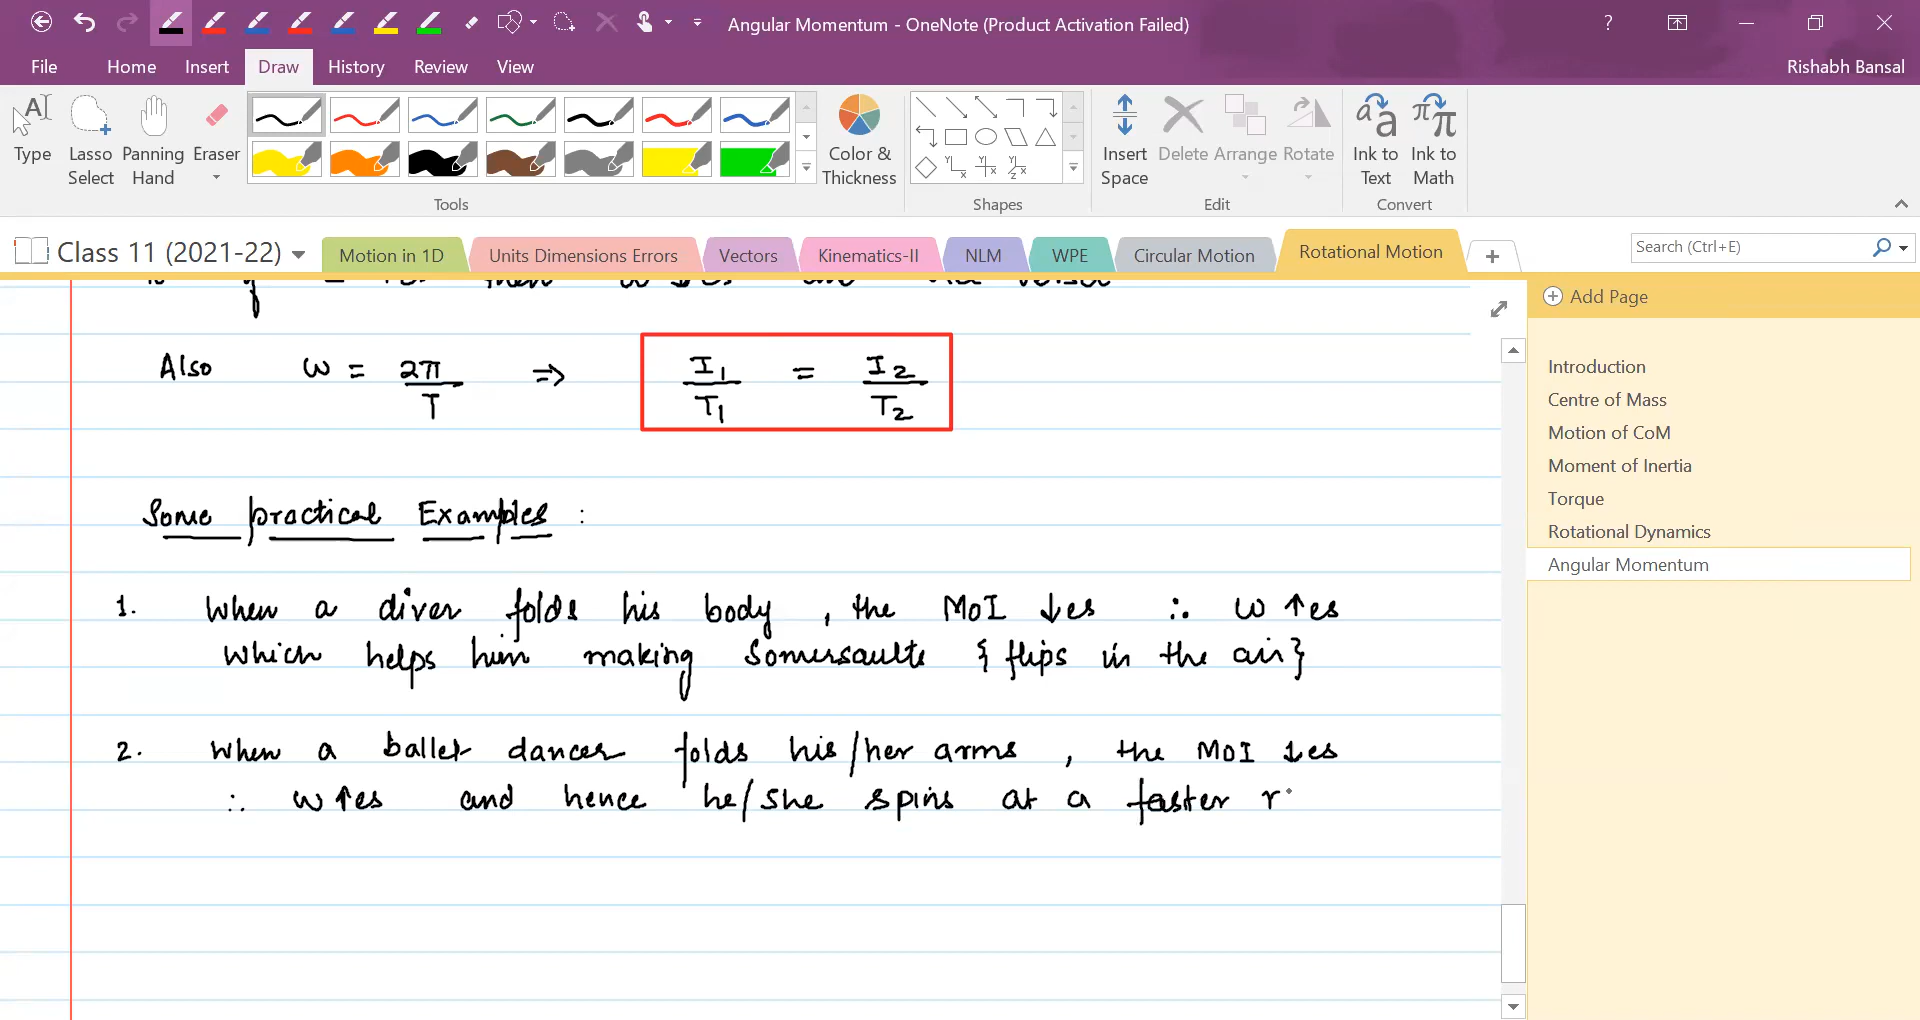 Angular Momentum - OneNote (Product Activation Failed)
?
File Home Insert Draw History Review View
Rishabh Bansal
Type
Lasso Select
Panning Hand
Eraser
Color & Thickness
Insert Space
Delete
Arrange
Rotate
Ink to Text
Ink to Math
Tools
Shapes
Edit
Convert
Class 11 (2021-22)
Motion in 1D
Units Dimensions Errors
Vectors
Kinematics-II
NLM
WPE
Circular Motion
Rotational Motion
Search (Ctrl+E)
Also ω = 2π/T ⇒ I₁/T₁ = I₂/T₂
Some practical Examples :
1. When a diver folds his body , the MoI ↓es ∴ ω ↑es
which helps him making Somersaults {flips in the air}
2. When a ballet dancer folds his/her arms , the MoI ↓es
∴ ω ↑es and hence he/she spins at a faster r
Add Page
Introduction
Centre of Mass
Motion of CoM
Moment of Inertia
Torque
Rotational Dynamics
Angular Momentum